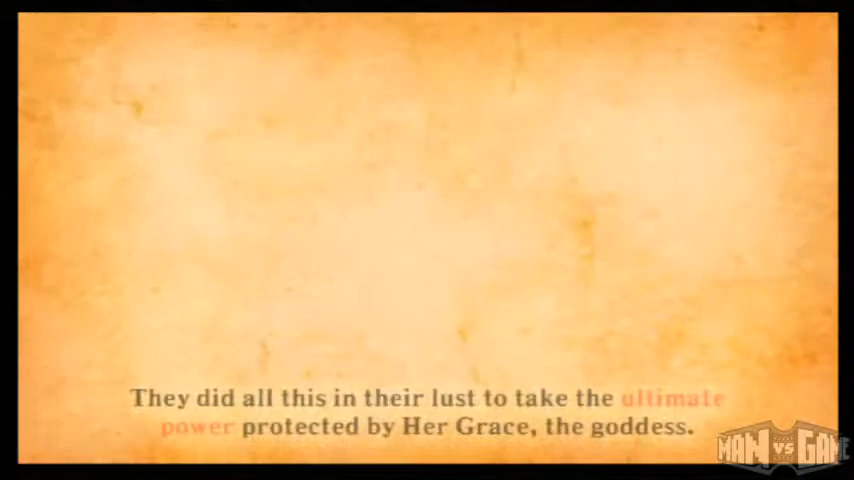 They did all this in their lust to take the ultimate
power protected by Her Grace, the goddess.
MAN VS GAME